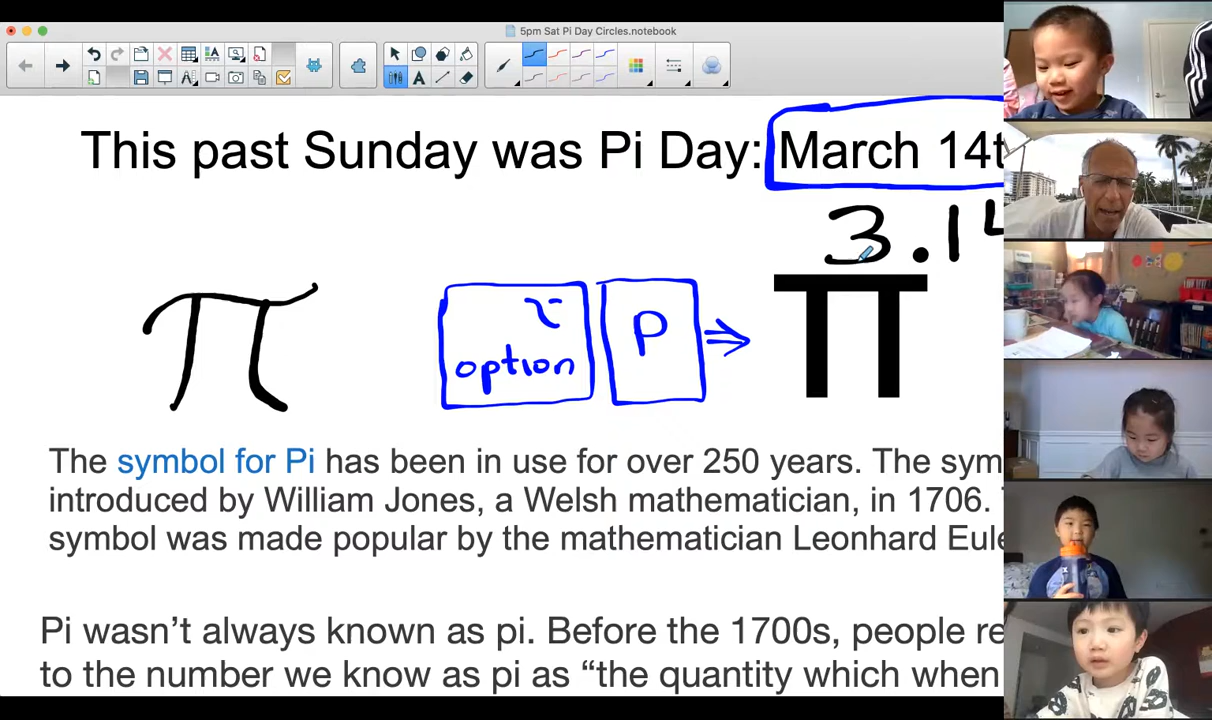 5pm Sat Pi Day Circles.notebook
This past Sunday was Pi Day: March 14t
3.14
π option P ⇒ π
The symbol for Pi has been in use for over 250 years. The sym
introduced by William Jones, a Welsh mathematician, in 1706.
symbol was made popular by the mathematician Leonhard Eule
Pi wasn’t always known as pi. Before the 1700s, people re
to the number we know as pi as “the quantity which when